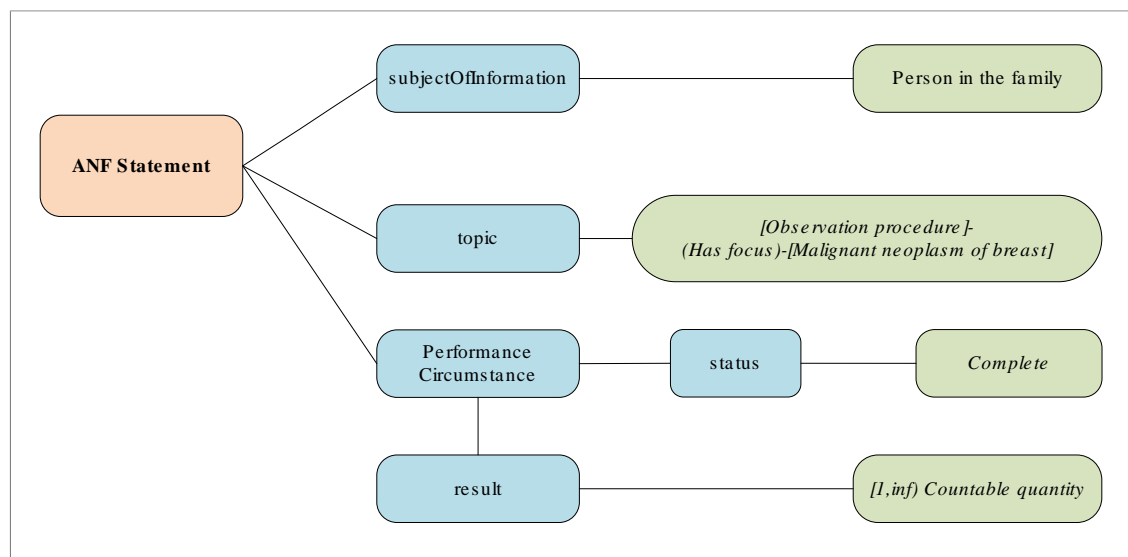 subjectOfInformation
Person in the family
ANF Statement
topic
[Observation procedure]-
(Has focus)-[Malignant neoplasm of breast]
Performance
Circumstance
status
Complete
result
[1,inf) Countable quantity